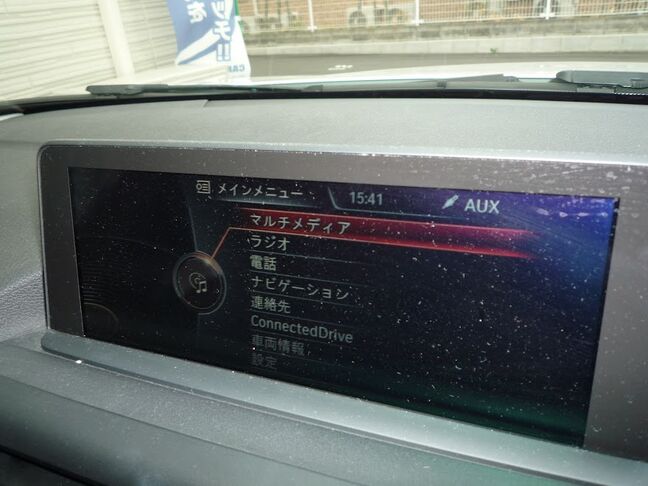 メインメニュー 15:41 AUX
マルチメディア
ラジオ
電話
ナビゲーション
連絡先
ConnectedDrive
車両情報
設定